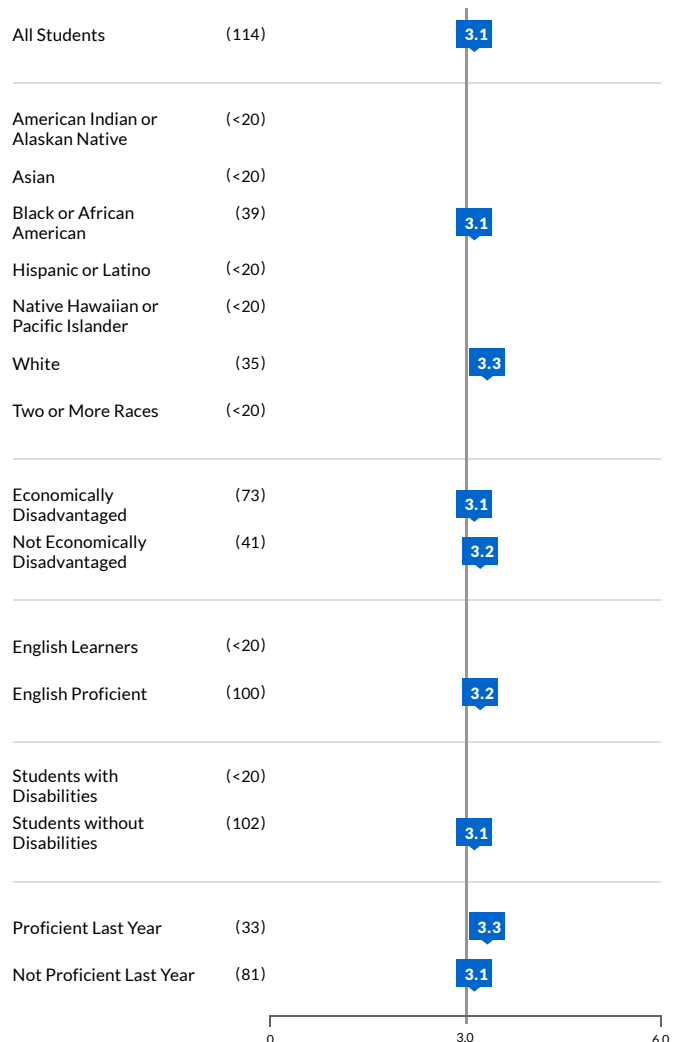 All Students (114) 3.1
American Indian or (<20)
Alaskan Native
Asian (<20)
Black or African (39) 3.1
American
Hispanic or Latino (<20)
Native Hawaiian or (<20)
Pacific Islander
White (35) 3.3
Two or More Races (<20)
Economically (73) 3.1
Disadvantaged
Not Economically (41) 3.2
Disadvantaged
English Learners (<20)
English Proficient (100) 3.2
Students with (<20)
Disabilities
Students without (102) 3.1
Disabilities
Proficient Last Year (33) 3.3
Not Proficient Last Year (81) 3.1
0 3.0 6.0